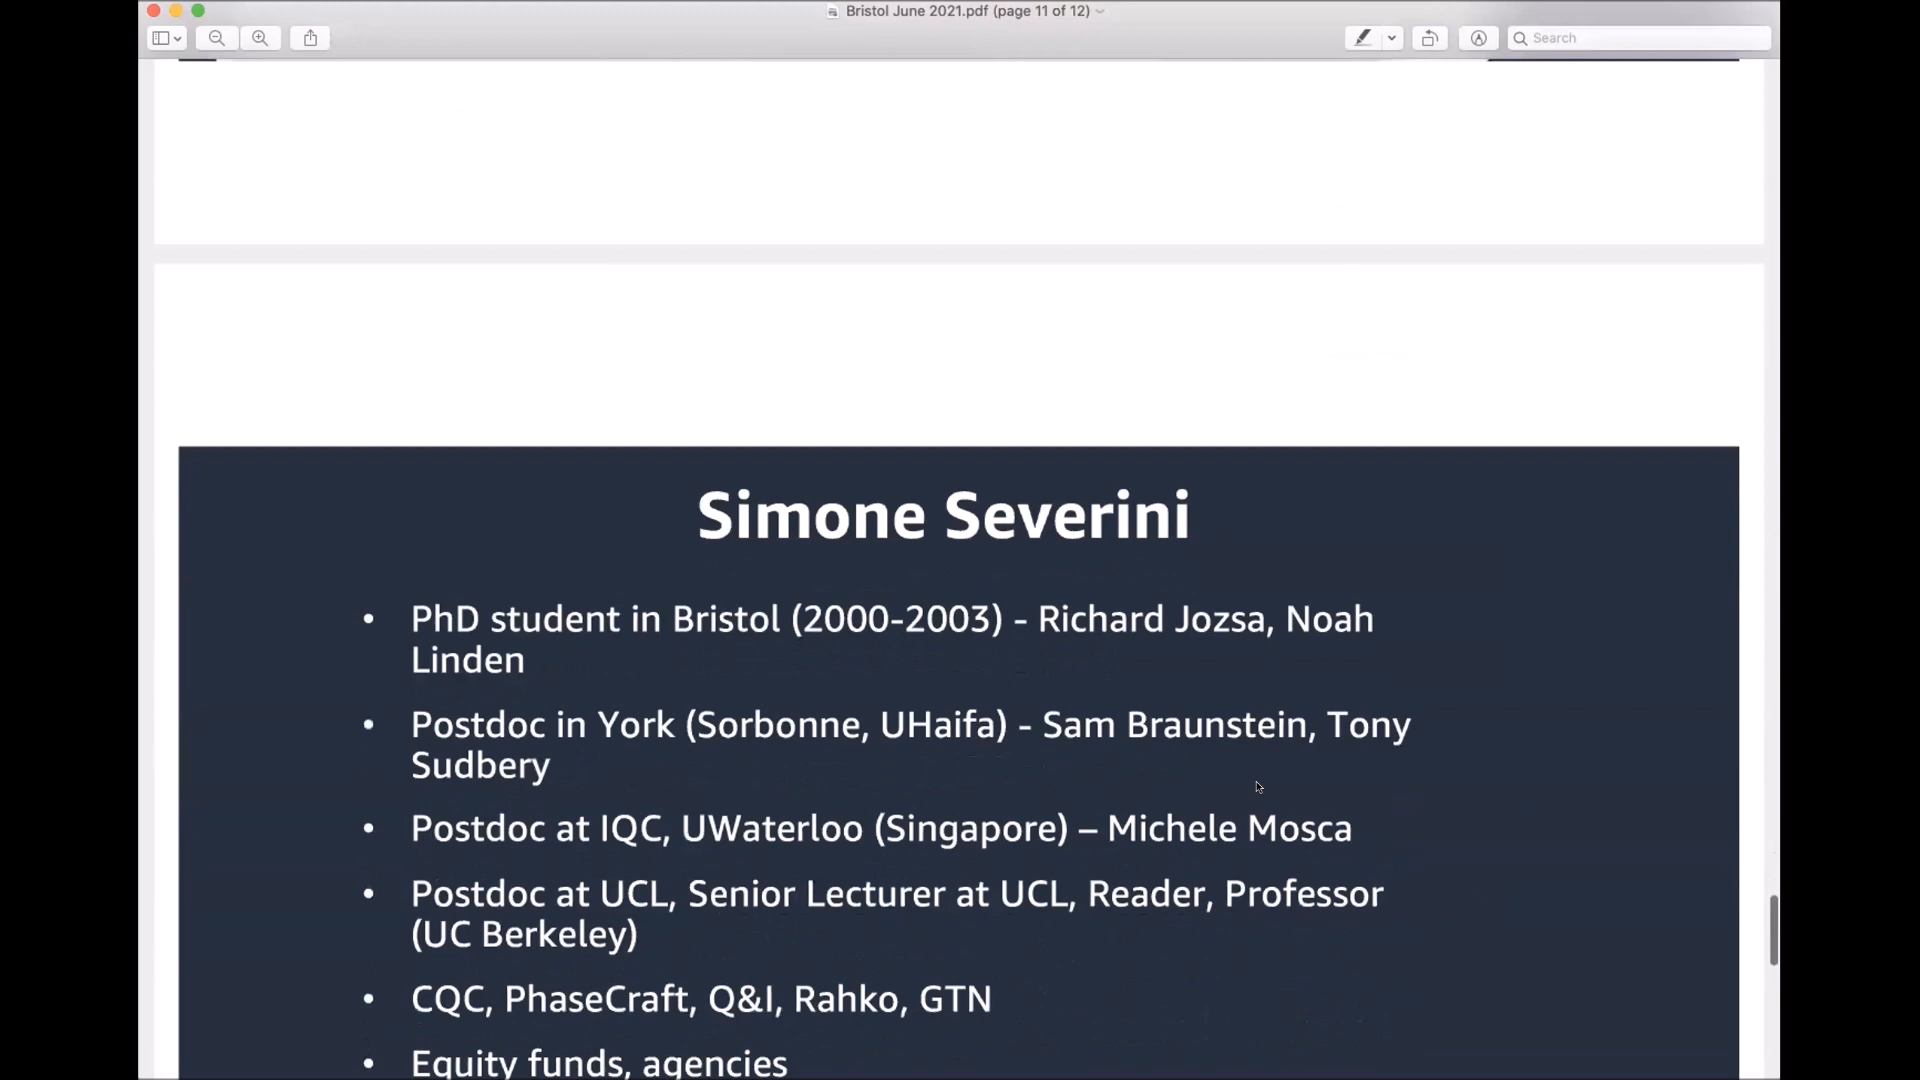 Bristol June 2021.pdf (page 11 of 12)
Search
Simone Severini
• PhD student in Bristol (2000-2003) - Richard Jozsa, Noah
Linden
• Postdoc in York (Sorbonne, UHaifa) - Sam Braunstein, Tony
Sudbery
• Postdoc at IQC, UWaterloo (Singapore) – Michele Mosca
• Postdoc at UCL, Senior Lecturer at UCL, Reader, Professor
(UC Berkeley)
• CQC, PhaseCraft, Q&I, Rahko, GTN
• Equity funds, agencies